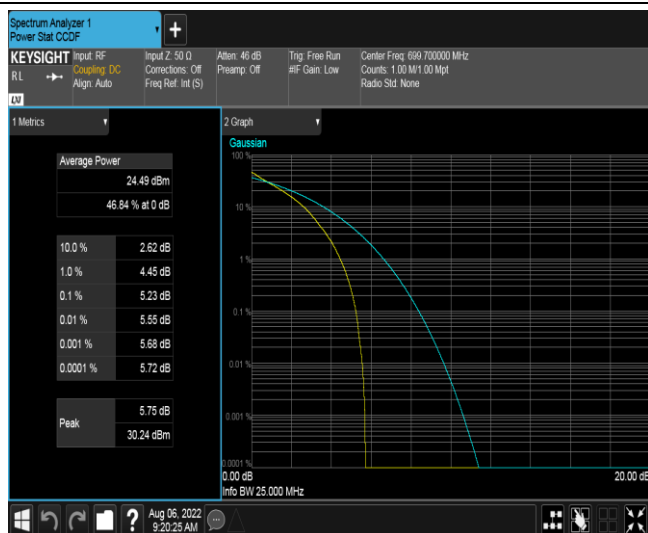 Spectrum Analyzer 1
Power Stat CCDF
+
KEYSIGHT
RL
LXI
Input: RF
Coupling: DC
Align: Auto
Input Z: 50 Ω
Corrections: Off
Freq Ref: Int (S)
Atten: 46 dB
Preamp: Off
Trig: Free Run
#IF Gain: Low
Center Freq: 699.700000 MHz
Counts: 1.00 M/1.00 Mpt
Radio Std: None
1 Metrics
Average Power
24.49 dBm
46.84 % at 0 dB
10.0 % 2.62 dB
1.0 % 4.45 dB
0.1 % 5.23 dB
0.01 % 5.55 dB
0.001 % 5.68 dB
0.0001 % 5.72 dB
Peak
5.75 dB
30.24 dBm
2 Graph
Gaussian
100 %
10 %
1 %
0.1 %
0.01 %
0.001 %
0.0001 %
0.00 dB
20.00 dB
Info BW 25.000 MHz
?
Aug 06, 2022
9:20:25 AM